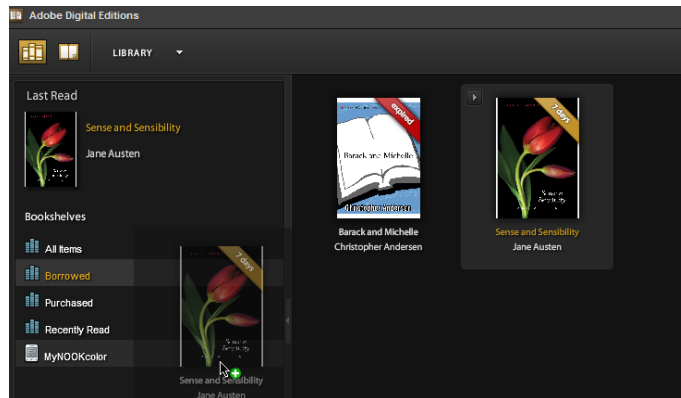 Adobe Digital Editions
LIBRARY
Last Read
Sense and Sensibility
Jane Austen
Bookshelves
All Items
Borrowed
Purchased
Recently Read
MyNOOKcolor
7 days
Sense and Sensibility
Jane Austen
expired
Barack and Michelle
Christopher Andersen
Barack and Michelle
Christopher Andersen
7 days
Sense and Sensibility
Jane Austen